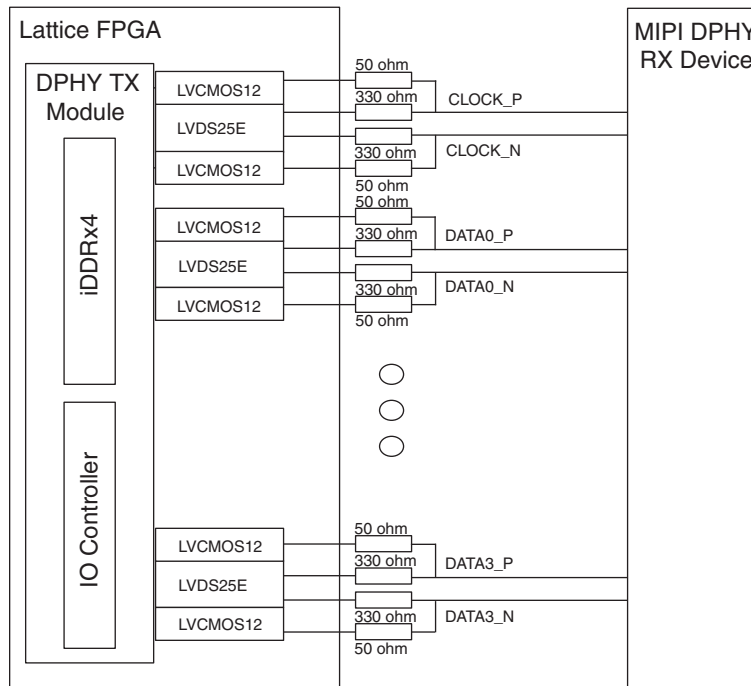 Lattice FPGA
MIPI DPHY
RX Device
DPHY TX
Module
iDDRx4
IO Controller
LVCMOS12
LVDS25E
LVCMOS12
50 ohm
330 ohm
CLOCK_P
330 ohm
CLOCK_N
50 ohm
LVCMOS12
LVDS25E
LVCMOS12
50 ohm
330 ohm
DATA0_P
330 ohm
DATA0_N
50 ohm
LVCMOS12
LVDS25E
LVCMOS12
50 ohm
330 ohm
DATA3_P
330 ohm
DATA3_N
50 ohm